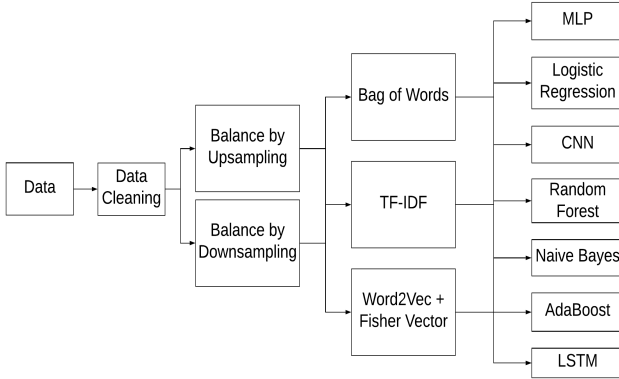 Data
Data
Cleaning
Balance by
Upsampling
Balance by
Downsampling
Bag of Words
TF-IDF
Word2Vec +
Fisher Vector
MLP
Logistic
Regression
CNN
Random
Forest
Naive Bayes
AdaBoost
LSTM